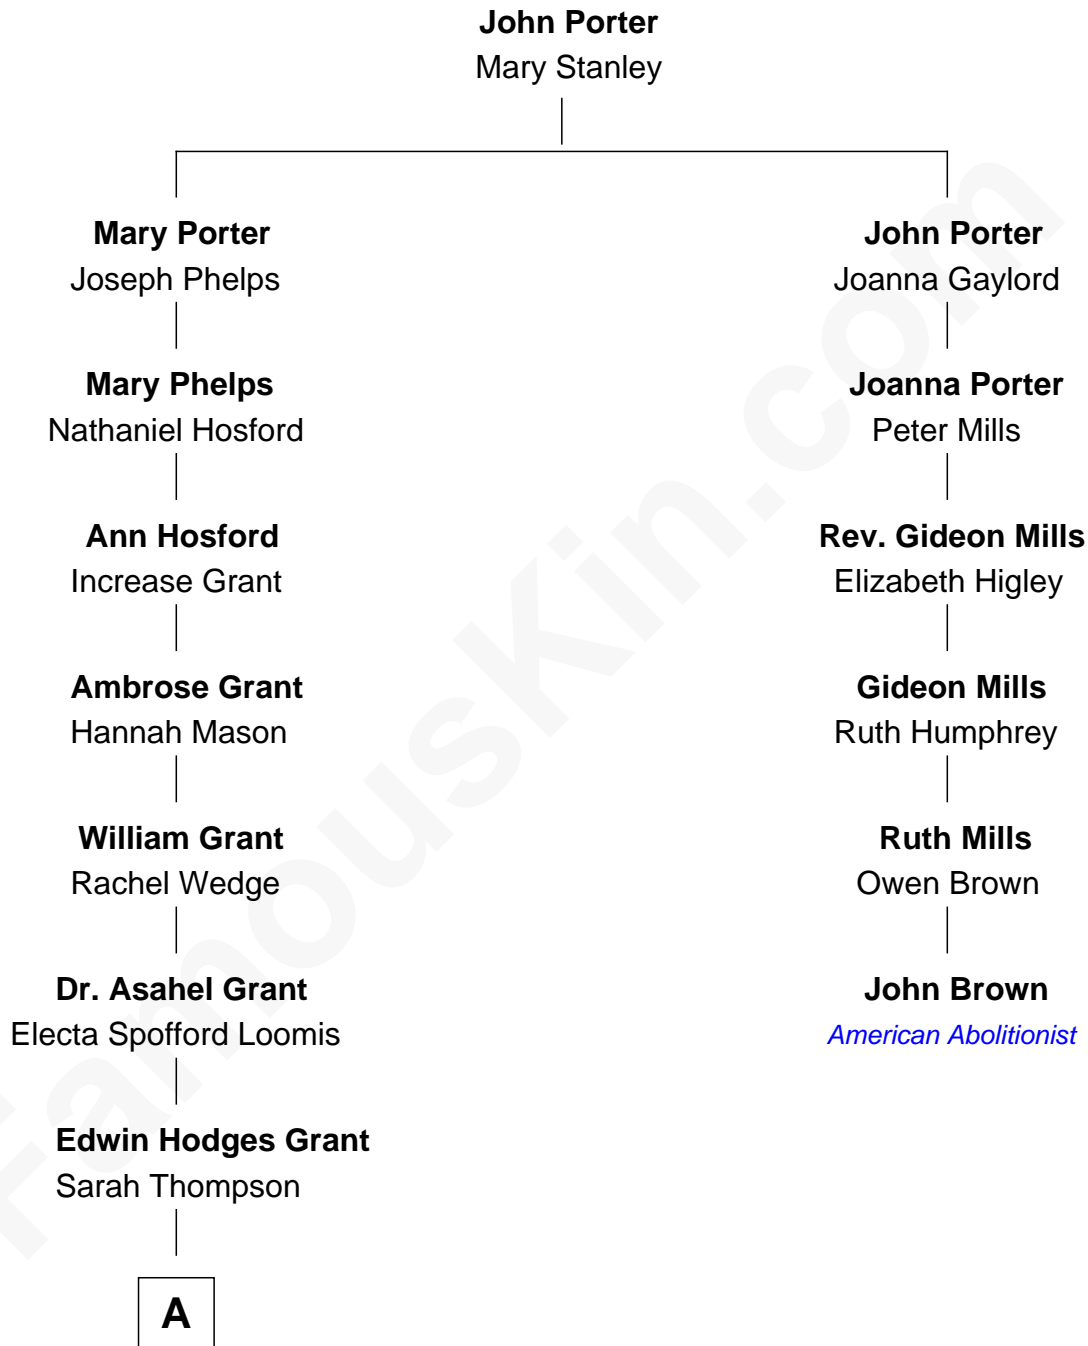 John Porter
Mary Stanley
Mary Porter
Joseph Phelps
John Porter
Joanna Gaylord
Mary Phelps
Nathaniel Hosford
Joanna Porter
Peter Mills
Ann Hosford
Increase Grant
Rev. Gideon Mills
Elizabeth Higley
Ambrose Grant
Hannah Mason
Gideon Mills
Ruth Humphrey
William Grant
Rachel Wedge
Ruth Mills
Owen Brown
Dr. Asahel Grant
Electa Spofford Loomis
John Brown
American Abolitionist
Edwin Hodges Grant
Sarah Thompson
A
FamousKin.com